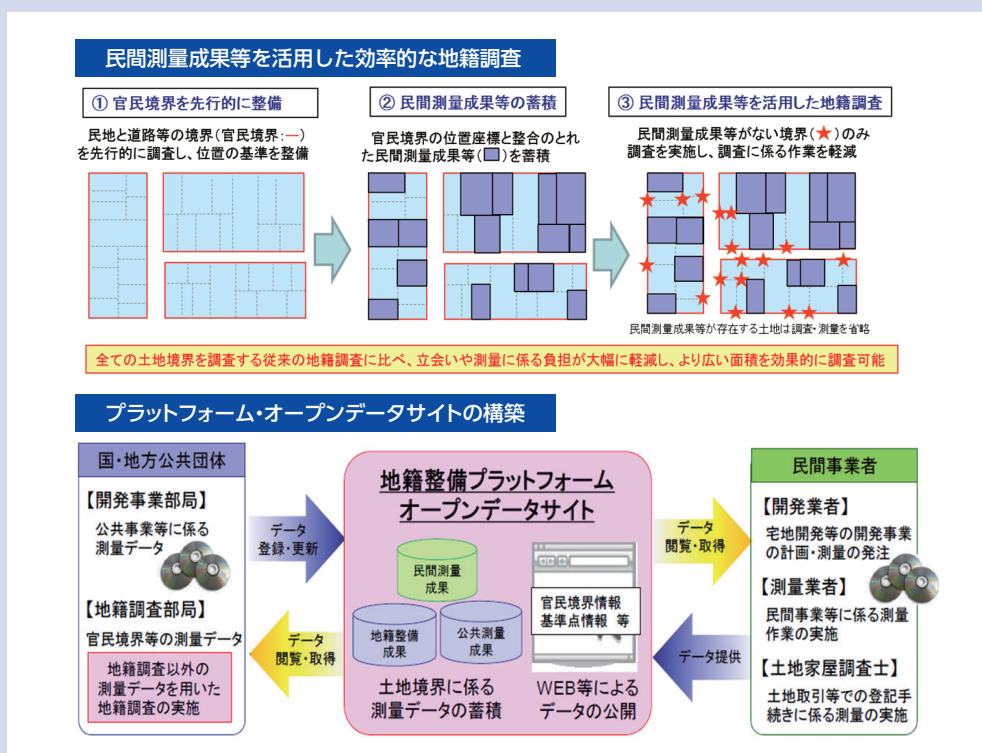 民間測量成果等を活用した効率的な地籍調査
① 官民境界を先行的に整備
民地と道路等の境界(官民境界:―)
を先行的に調査し、位置の基準を整備
② 民間測量成果等の蓄積
官民境界の位置座標と整合のとれ
た民間測量成果等(■)を蓄積
③ 民間測量成果等を活用した地籍調査
民間測量成果等がない境界(★)のみ
調査を実施し、調査に係る作業を軽減
民間測量成果等が存在する土地は調査・測量を省略
全ての土地境界を調査する従来の地籍調査に比べ、立会いや測量に係る負担が大幅に軽減し、より広い面積を効果的に調査可能
プラットフォーム・オープンデータサイトの構築
国・地方公共団体
【開発事業部局】
公共事業等に係る
測量データ
【地籍調査部局】
官民境界等の測量データ
地籍調査以外の
測量データを用いた
地籍調査の実施
データ
登録・更新
データ
閲覧・取得
地籍整備プラットフォーム
オープンデータサイト
民間測量
成果
地籍整備
成果
公共測量
成果
土地境界に係る
測量データの蓄積
官民境界情報
基準点情報 等
WEB等による
データの公開
データ
閲覧・取得
データ提供
民間事業者
【開発業者】
宅地開発等の開発事業
の計画・測量の発注
【測量業者】
民間事業等に係る測量
作業の実施
【土地家屋調査士】
土地取引等での登記手
続きに係る測量の実施